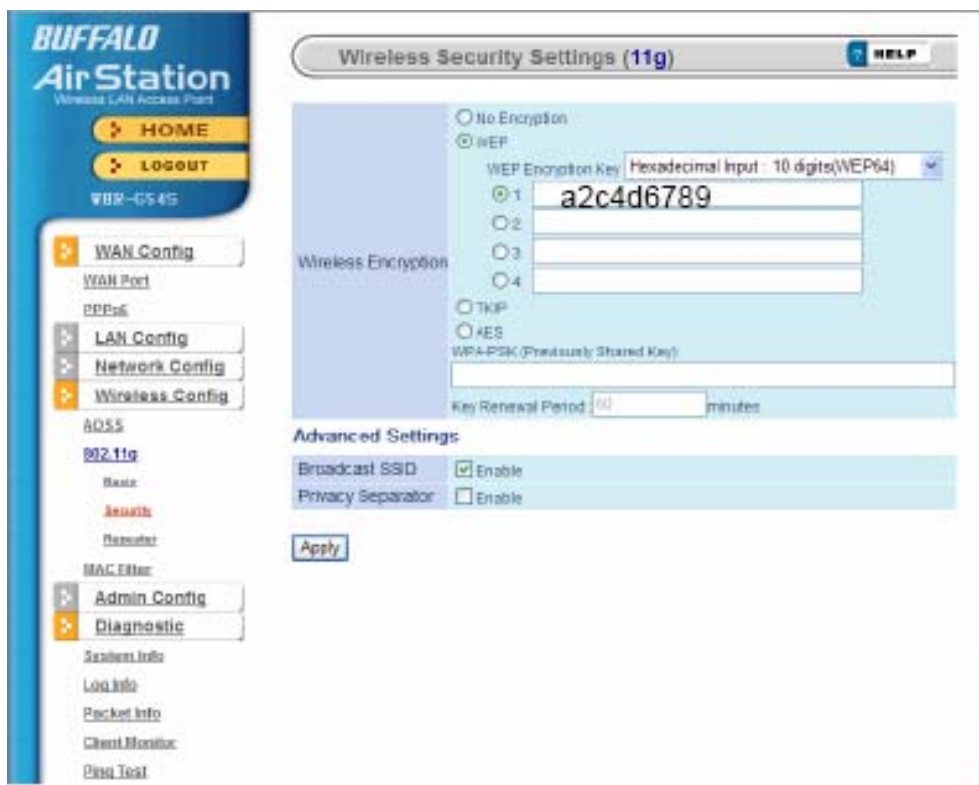 BUFFALO
AirStation
Wireless LAN Access Point
HOME
LOGOUT
WBR-G54S
WAN Config
WAN Port
PPPoE
LAN Config
Network Config
Wireless Config
AOSS
802.11g
Basic
Security
Repeater
MAC Filter
Admin Config
Diagnostic
System Info
Log Info
Packet Info
Client Monitor
Ping Test
Wireless Security Settings (11g)
? HELP
Wireless Encryption
No Encryption
WEP
WEP Encryption Key Hexadecimal Input : 10 digits(WEP64)
1 a2c4d6789
2
3
4
TKIP
AES
WPA-PSK (Previously Shared Key):
Key Renewal Period : 60 minutes
Advanced Settings
Broadcast SSID Enable
Privacy Separator Enable
Apply